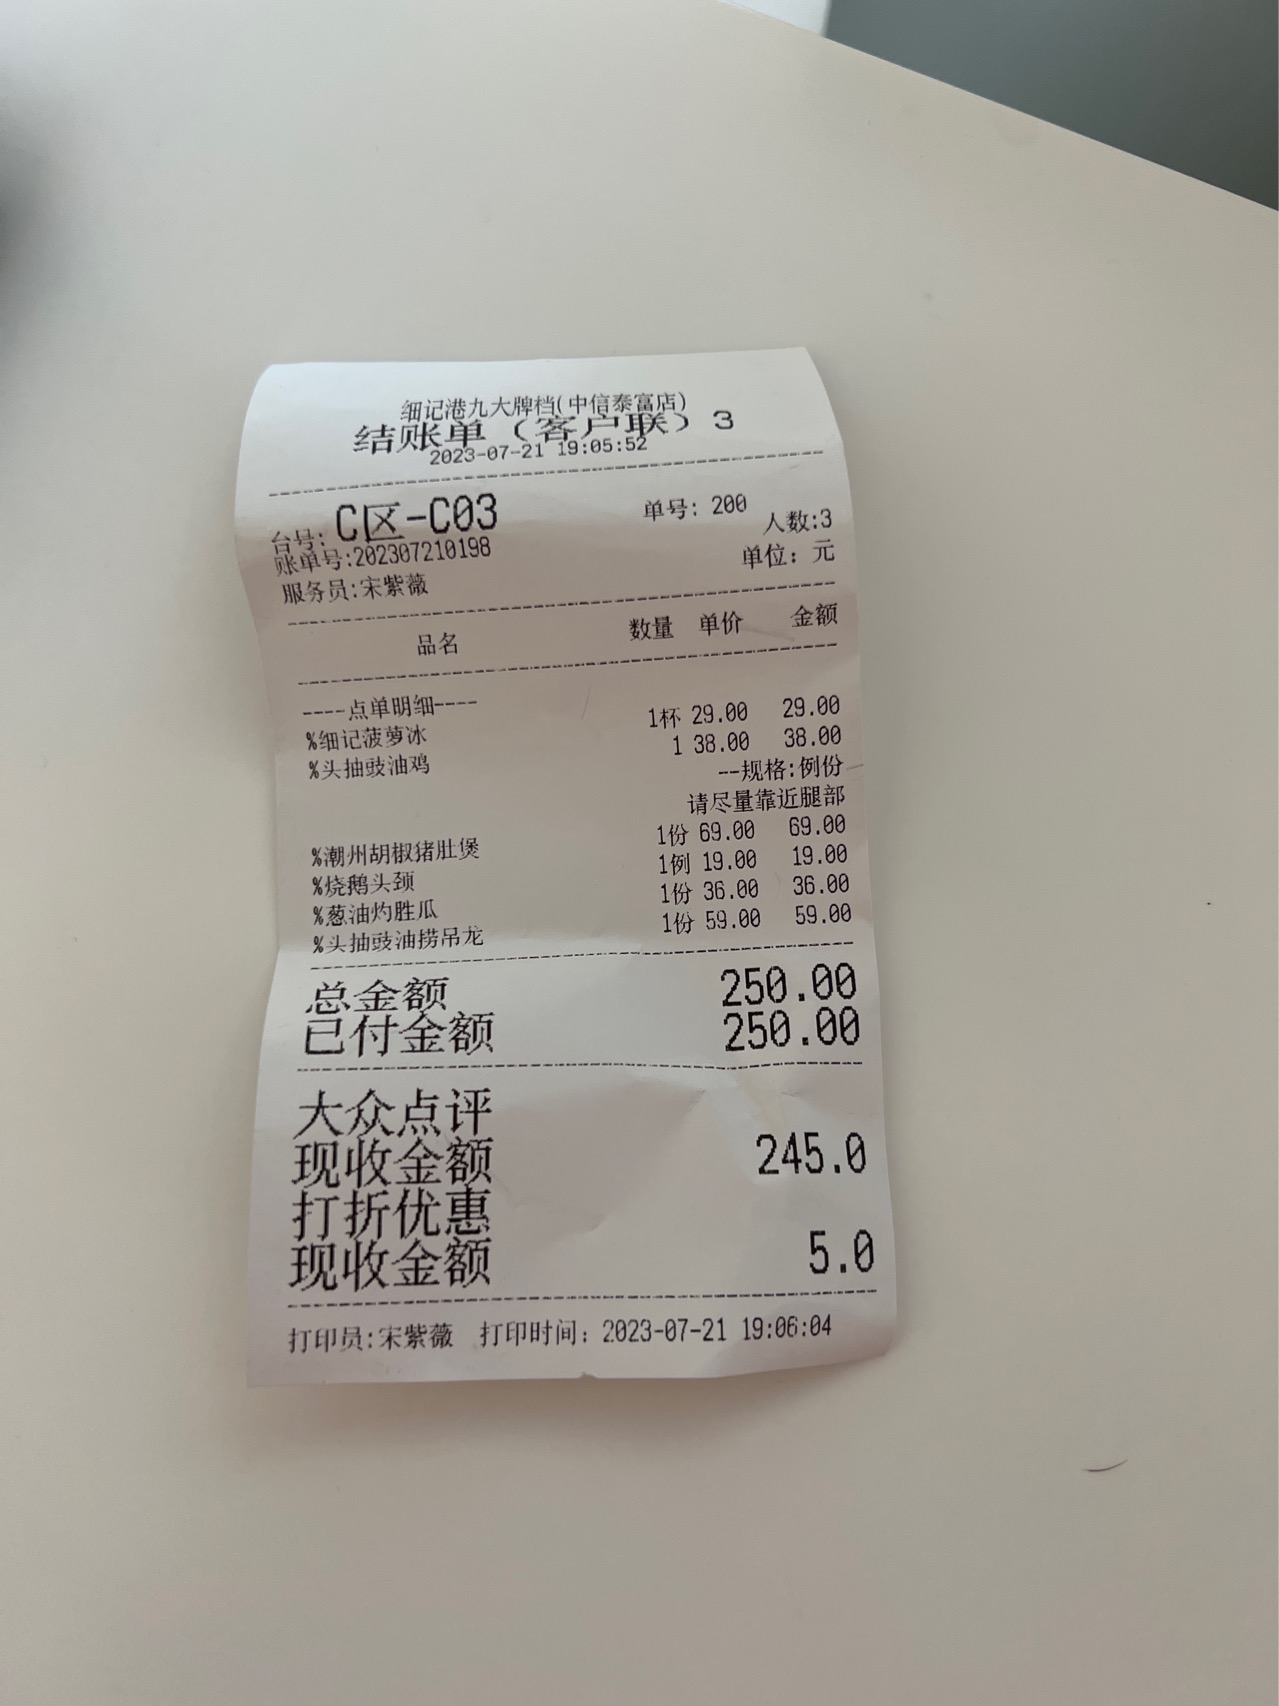 细记港九大牌档(中信泰富店)
结账单（客户联）3
2023-07-21 19:05:52
台号: C区-C03 单号: 200
账单号:202307210198 人数:3
服务员:宋紫薇 单位：元
品名 数量 单价 金额
----点单明细----
%细记菠萝冰 1杯 29.00 29.00
%头抽豉油鸡 1 38.00 38.00
--规格:例份
请尽量靠近腿部
%潮州胡椒猪肚煲 1份 69.00 69.00
%烧鹅头颈 1例 19.00 19.00
%葱油灼胜瓜 1份 36.00 36.00
%头抽豉油捞吊龙 1份 59.00 59.00
总金额 250.00
已付金额 250.00
大众点评
现收金额 245.0
打折优惠
现收金额 5.0
打印员:宋紫薇 打印时间：2023-07-21 19:06:04